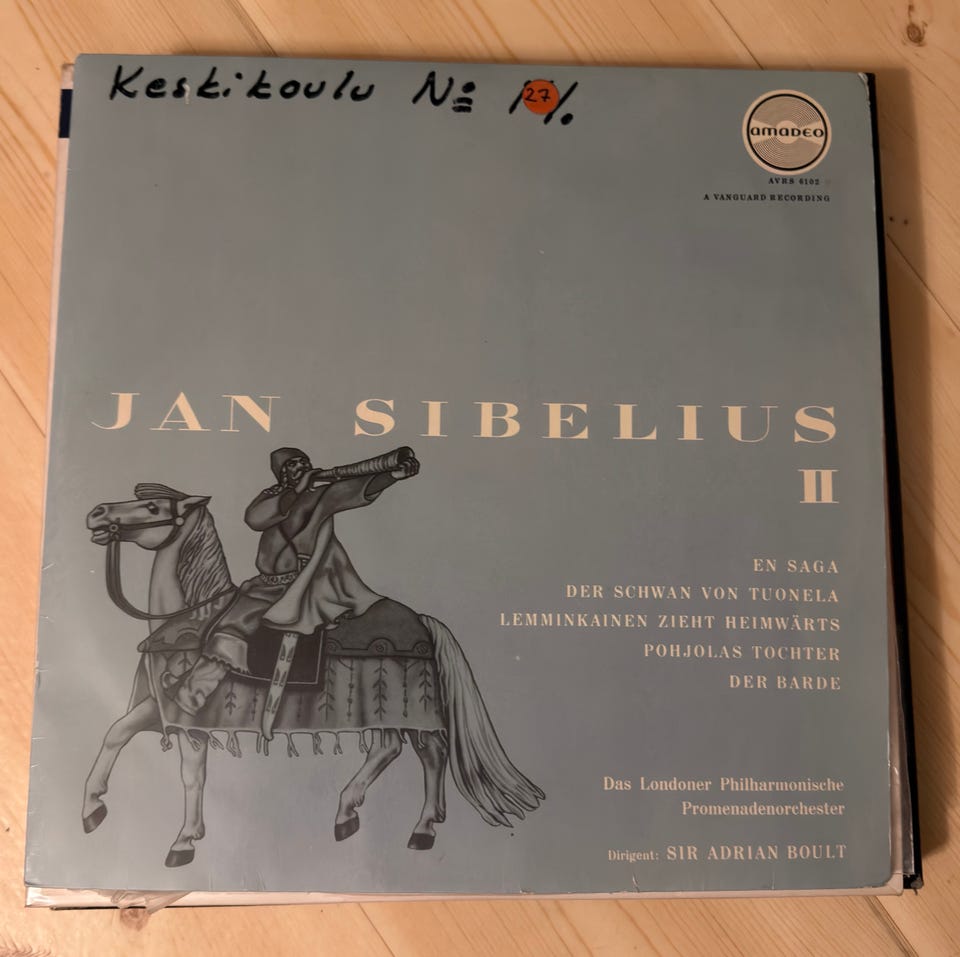 Keskikoulu No 27
amadeo
AVRS 6102
A VANGUARD RECORDING
JAN SIBELIUS
II
EN SAGA
DER SCHWAN VON TUONELA
LEMMINKAINEN ZIEHT HEIMWÄRTS
POHJOLAS TOCHTER
DER BARDE
Das Londoner Philharmonische
Promenadenorchester
Dirigent: SIR ADRIAN BOULT